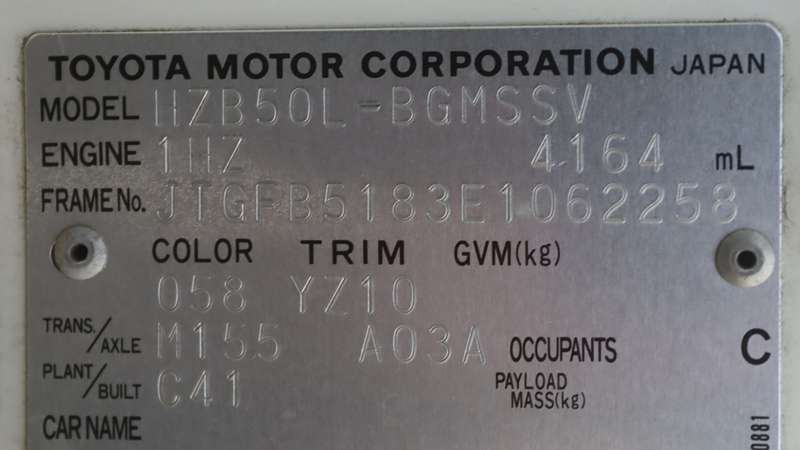 TOYOTA MOTOR CORPORATION JAPAN
MODEL HZB50L-BGMSSV
ENGINE 1HZ 4164 mL
FRAME No. JTGFB5183E1062258
COLOR TRIM GVM(kg)
058 YZ10
TRANS./AXLE M155 A03A OCCUPANTS C
PLANT/BUILT C41 PAYLOAD MASS(kg)
CAR NAME
0881